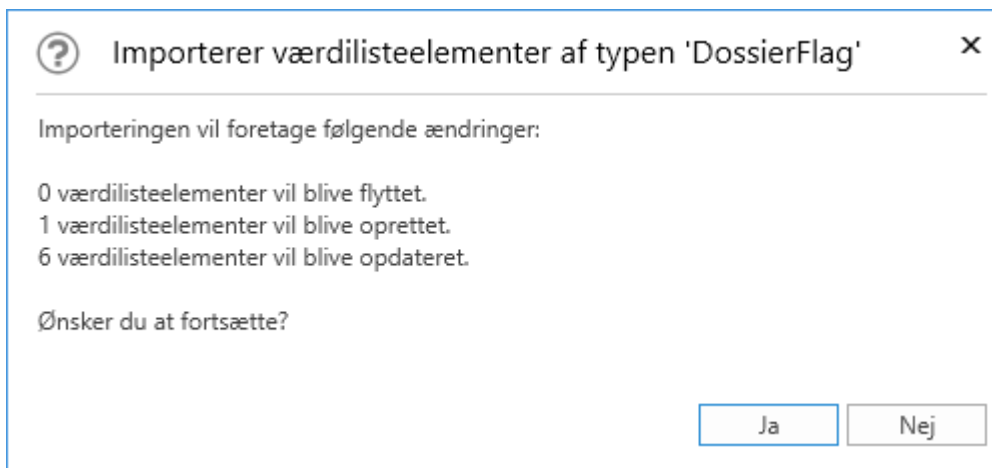 Importerer værdilisteelementer af typen 'DossierFlag'
Importeringen vil foretage følgende ændringer:
0 værdilisteelementer vil blive flyttet.
1 værdilisteelementer vil blive oprettet.
6 værdilisteelementer vil blive opdateret.
Ønsker du at fortsætte?
Ja Nej